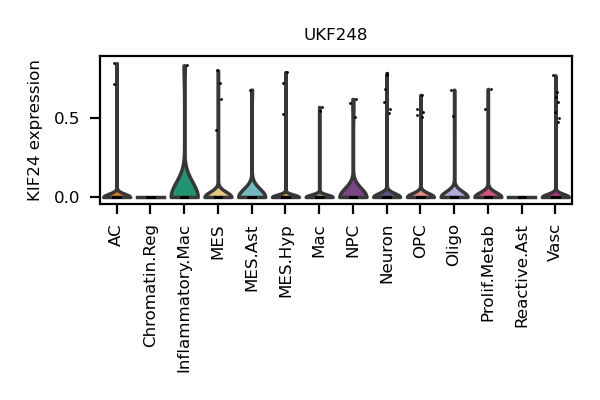 UKF248
KIF24 expression
0.5
0.0
AC
Chromatin.Reg
Inflammatory.Mac
MES
MES.Ast
MES.Hyp
Mac
NPC
Neuron
OPC
Oligo
Prolif.Metab
Reactive.Ast
Vasc